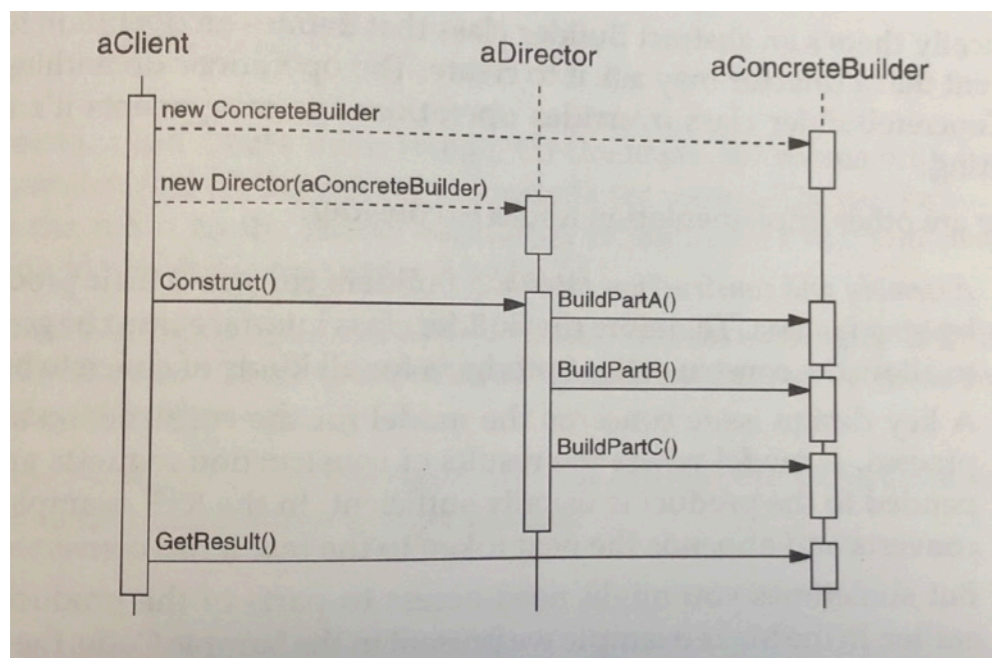 aClient
aDirector
aConcreteBuilder
new ConcreteBuilder
new Director(aConcreteBuilder)
Construct()
BuildPartA()
BuildPartB()
BuildPartC()
GetResult()